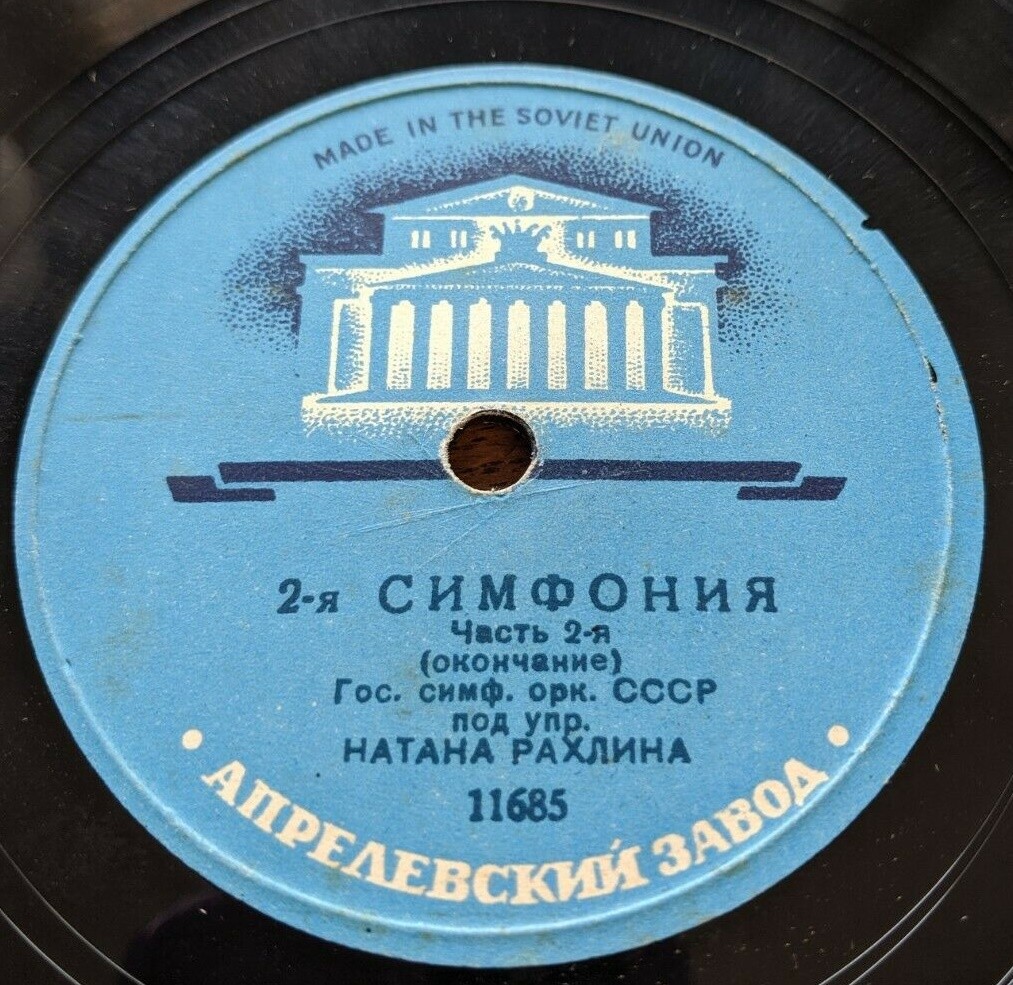 MADE IN THE SOVIET UNION
2-я СИМФОНИЯ
Часть 2-я
(окончание)
Гос. симф. орк. СССР
под упр.
НАТАНА РАХЛИНА
11685
• АПРЕЛЕВСКИЙ ЗАВОД •